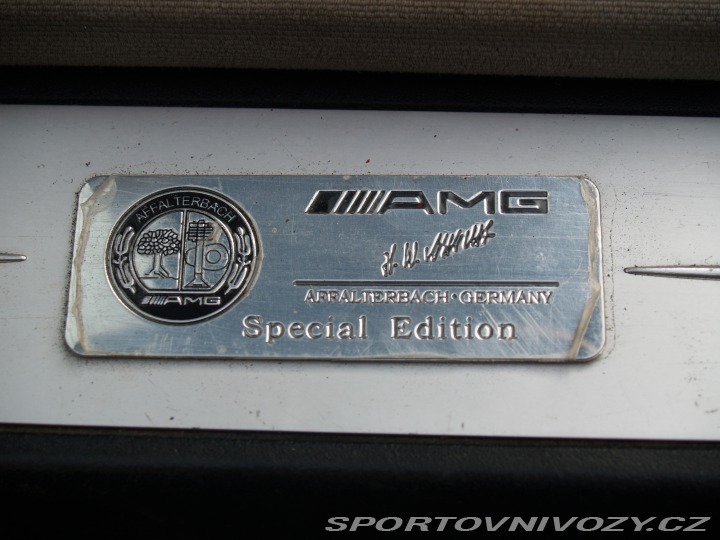 AFFALTERBACH
AMG
AMG
AFFALTERBACH·GERMANY
Special Edition
SPORTOVNIVOZY.CZ